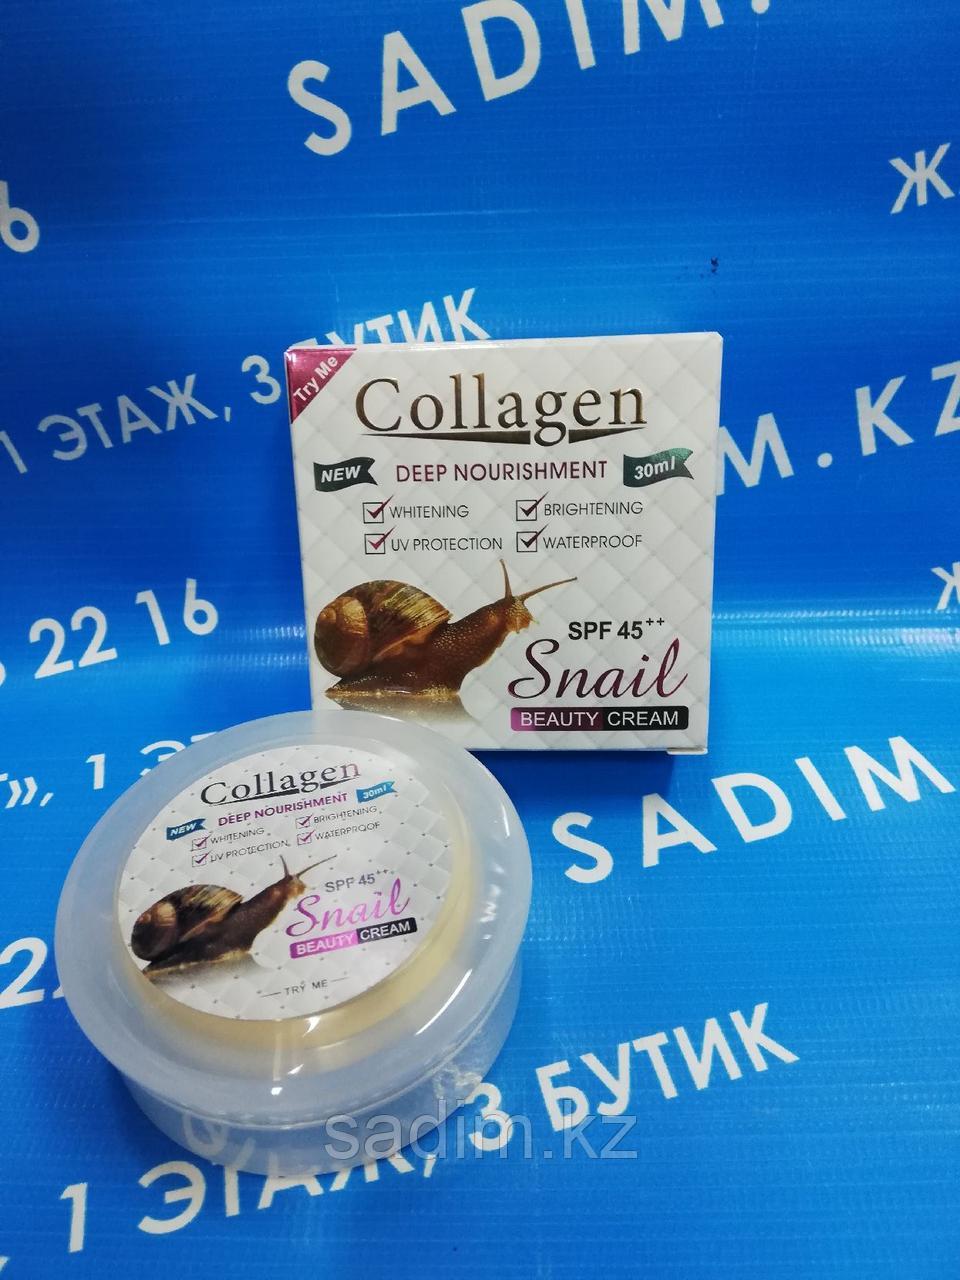 SADIM.
Ж.
6
1 ЭТАЖ, 3 БУТИК
M.KZ
22 16
Try Me
Collagen
NEW DEEP NOURISHMENT 30ml
WHITENING BRIGHTENING
UV PROTECTION WATERPROOF
SPF 45++
Snail
BEAUTY CREAM
», 1 Э
SADIM
Collagen
NEW DEEP NOURISHMENT 30ml
WHITENING BRIGHTENING
UV PROTECTION WATERPROOF
SPF 45++
Snail
BEAUTY CREAM
TRY ME
1 ЭТАЖ, 3 БУТИК
sadim.kz
SADIM